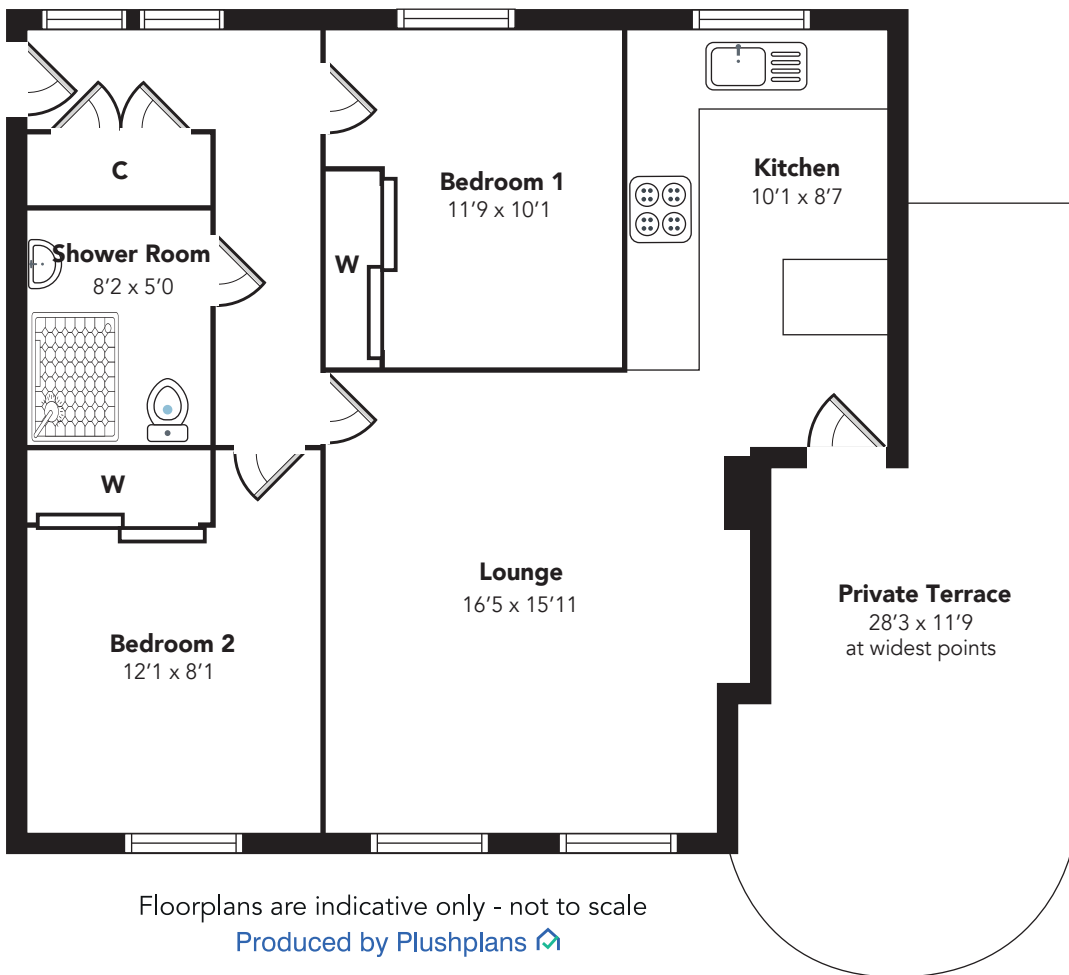 Bedroom 1
11'9 x 10'1
Kitchen
10'1 x 8'7
C
Shower Room
8'2 x 5'0
W
W
Lounge
16'5 x 15'11
Private Terrace
28'3 x 11'9
at widest points
Bedroom 2
12'1 x 8'1
Floorplans are indicative only - not to scale
Produced by Plushplans